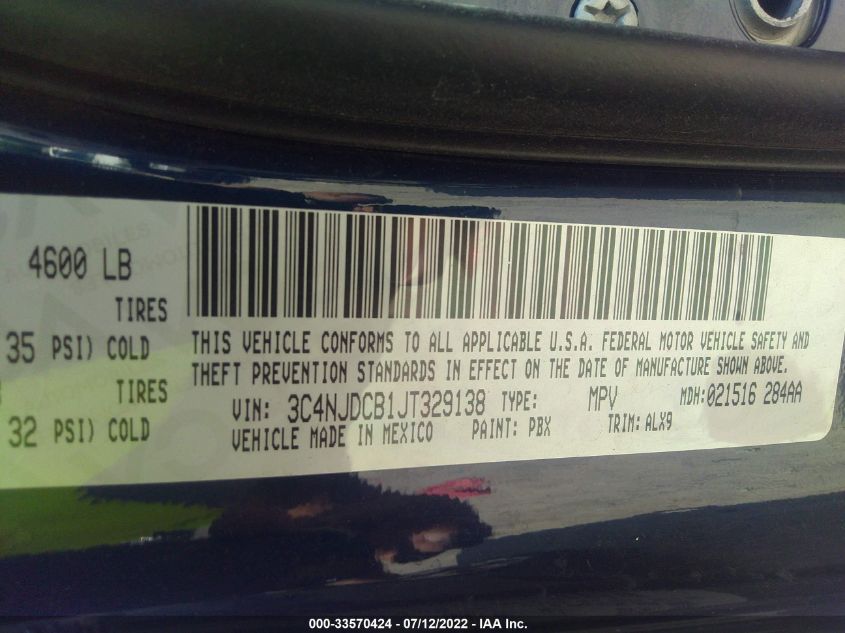 4600 LB
TIRES
35 PSI) COLD
TIRES
32 PSI) COLD
THIS VEHICLE CONFORMS TO ALL APPLICABLE U.S.A. FEDERAL MOTOR VEHICLE SAFETY AND
THEFT PREVENTION STANDARDS IN EFFECT ON THE DATE OF MANUFACTURE SHOWN ABOVE.
VIN: 3C4NJDCB1JT329138 TYPE: MPV MDH:021516 284AA
VEHICLE MADE IN MEXICO PAINT: PBX TRIM: ALX9
000-33570424 - 07/12/2022 - IAA Inc.